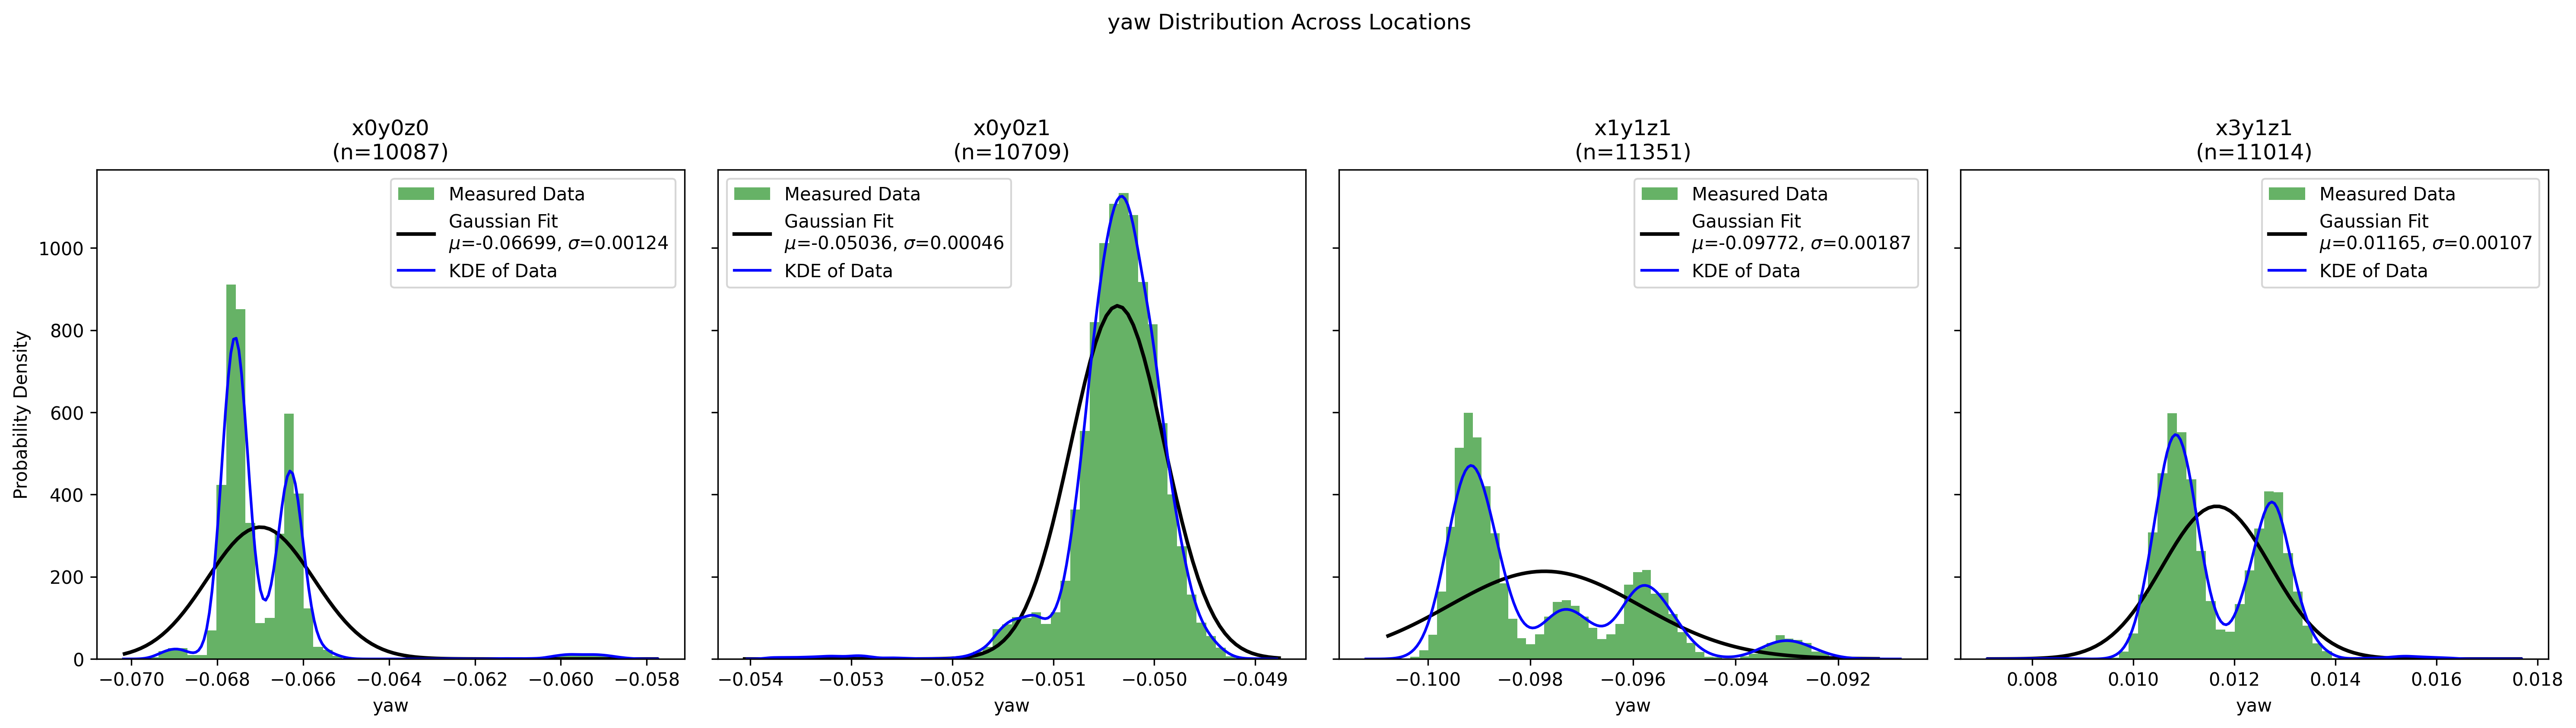 yaw Distribution Across Locations
x0y0z0
(n=10087)
Measured Data
Gaussian Fit
μ=-0.06699, σ=0.00124
KDE of Data
Probability Density
1000
800
600
400
200
0
−0.070 −0.068 −0.066 −0.064 −0.062 −0.060 −0.058
yaw
x0y0z1
(n=10709)
Measured Data
Gaussian Fit
μ=-0.05036, σ=0.00046
KDE of Data
−0.054 −0.053 −0.052 −0.051 −0.050 −0.049
yaw
x1y1z1
(n=11351)
Measured Data
Gaussian Fit
μ=-0.09772, σ=0.00187
KDE of Data
−0.100 −0.098 −0.096 −0.094 −0.092
yaw
x3y1z1
(n=11014)
Measured Data
Gaussian Fit
μ=0.01165, σ=0.00107
KDE of Data
0.008 0.010 0.012 0.014 0.016 0.018
yaw